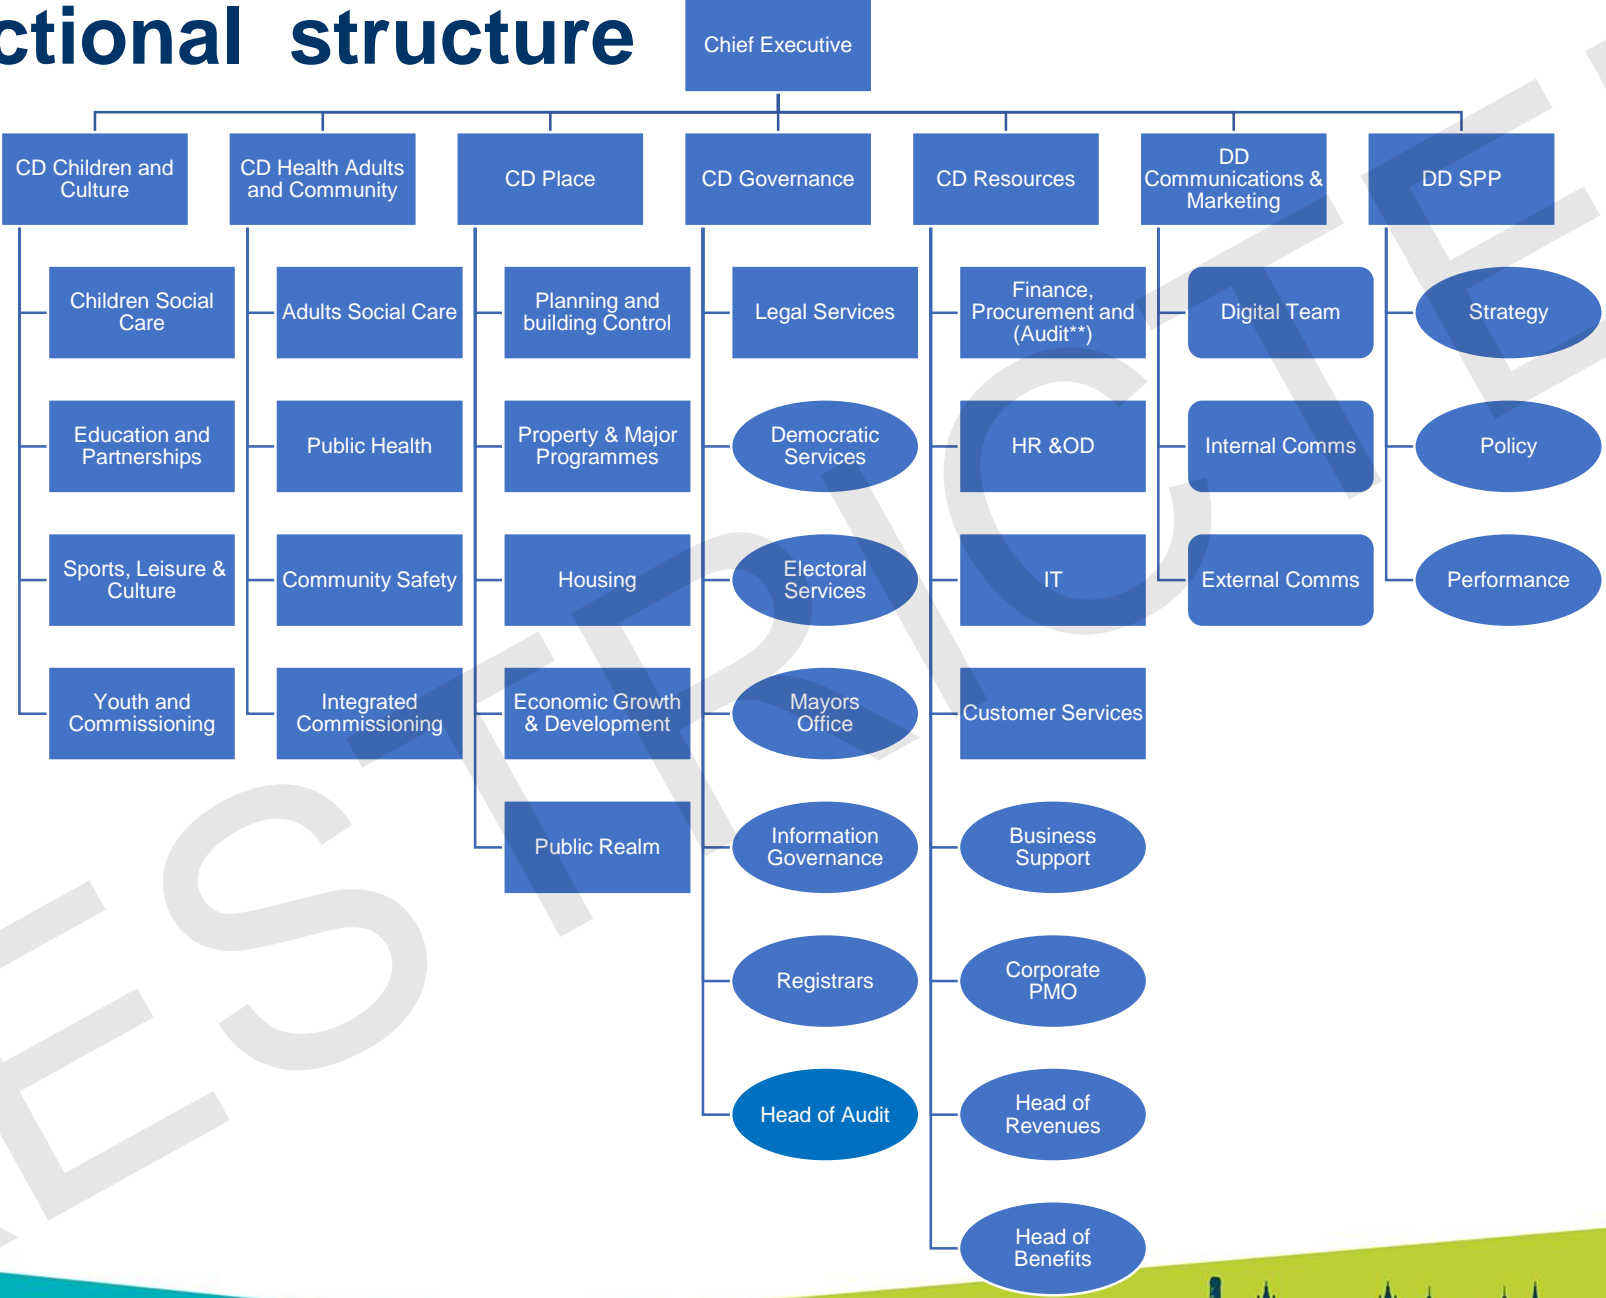 ctional structure
Chief Executive
CD Children and
Culture
CD Health Adults
and Community
CD Place
CD Governance
CD Resources
DD
Communications &
Marketing
DD SPP
Children Social
Care
Education and
Partnerships
Sports, Leisure &
Culture
Youth and
Commissioning
Adults Social Care
Public Health
Community Safety
Integrated
Commissioning
Planning and
building Control
Property & Major
Programmes
Housing
Economic Growth
& Development
Public Realm
Legal Services
Democratic
Services
Electoral
Services
Mayors
Office
Information
Governance
Registrars
Head of Audit
Finance,
Procurement and
(Audit**)
HR &OD
IT
Customer Services
Business
Support
Corporate
PMO
Head of
Revenues
Head of
Benefits
Digital Team
Internal Comms
External Comms
Strategy
Policy
Performance
RESTRICTE